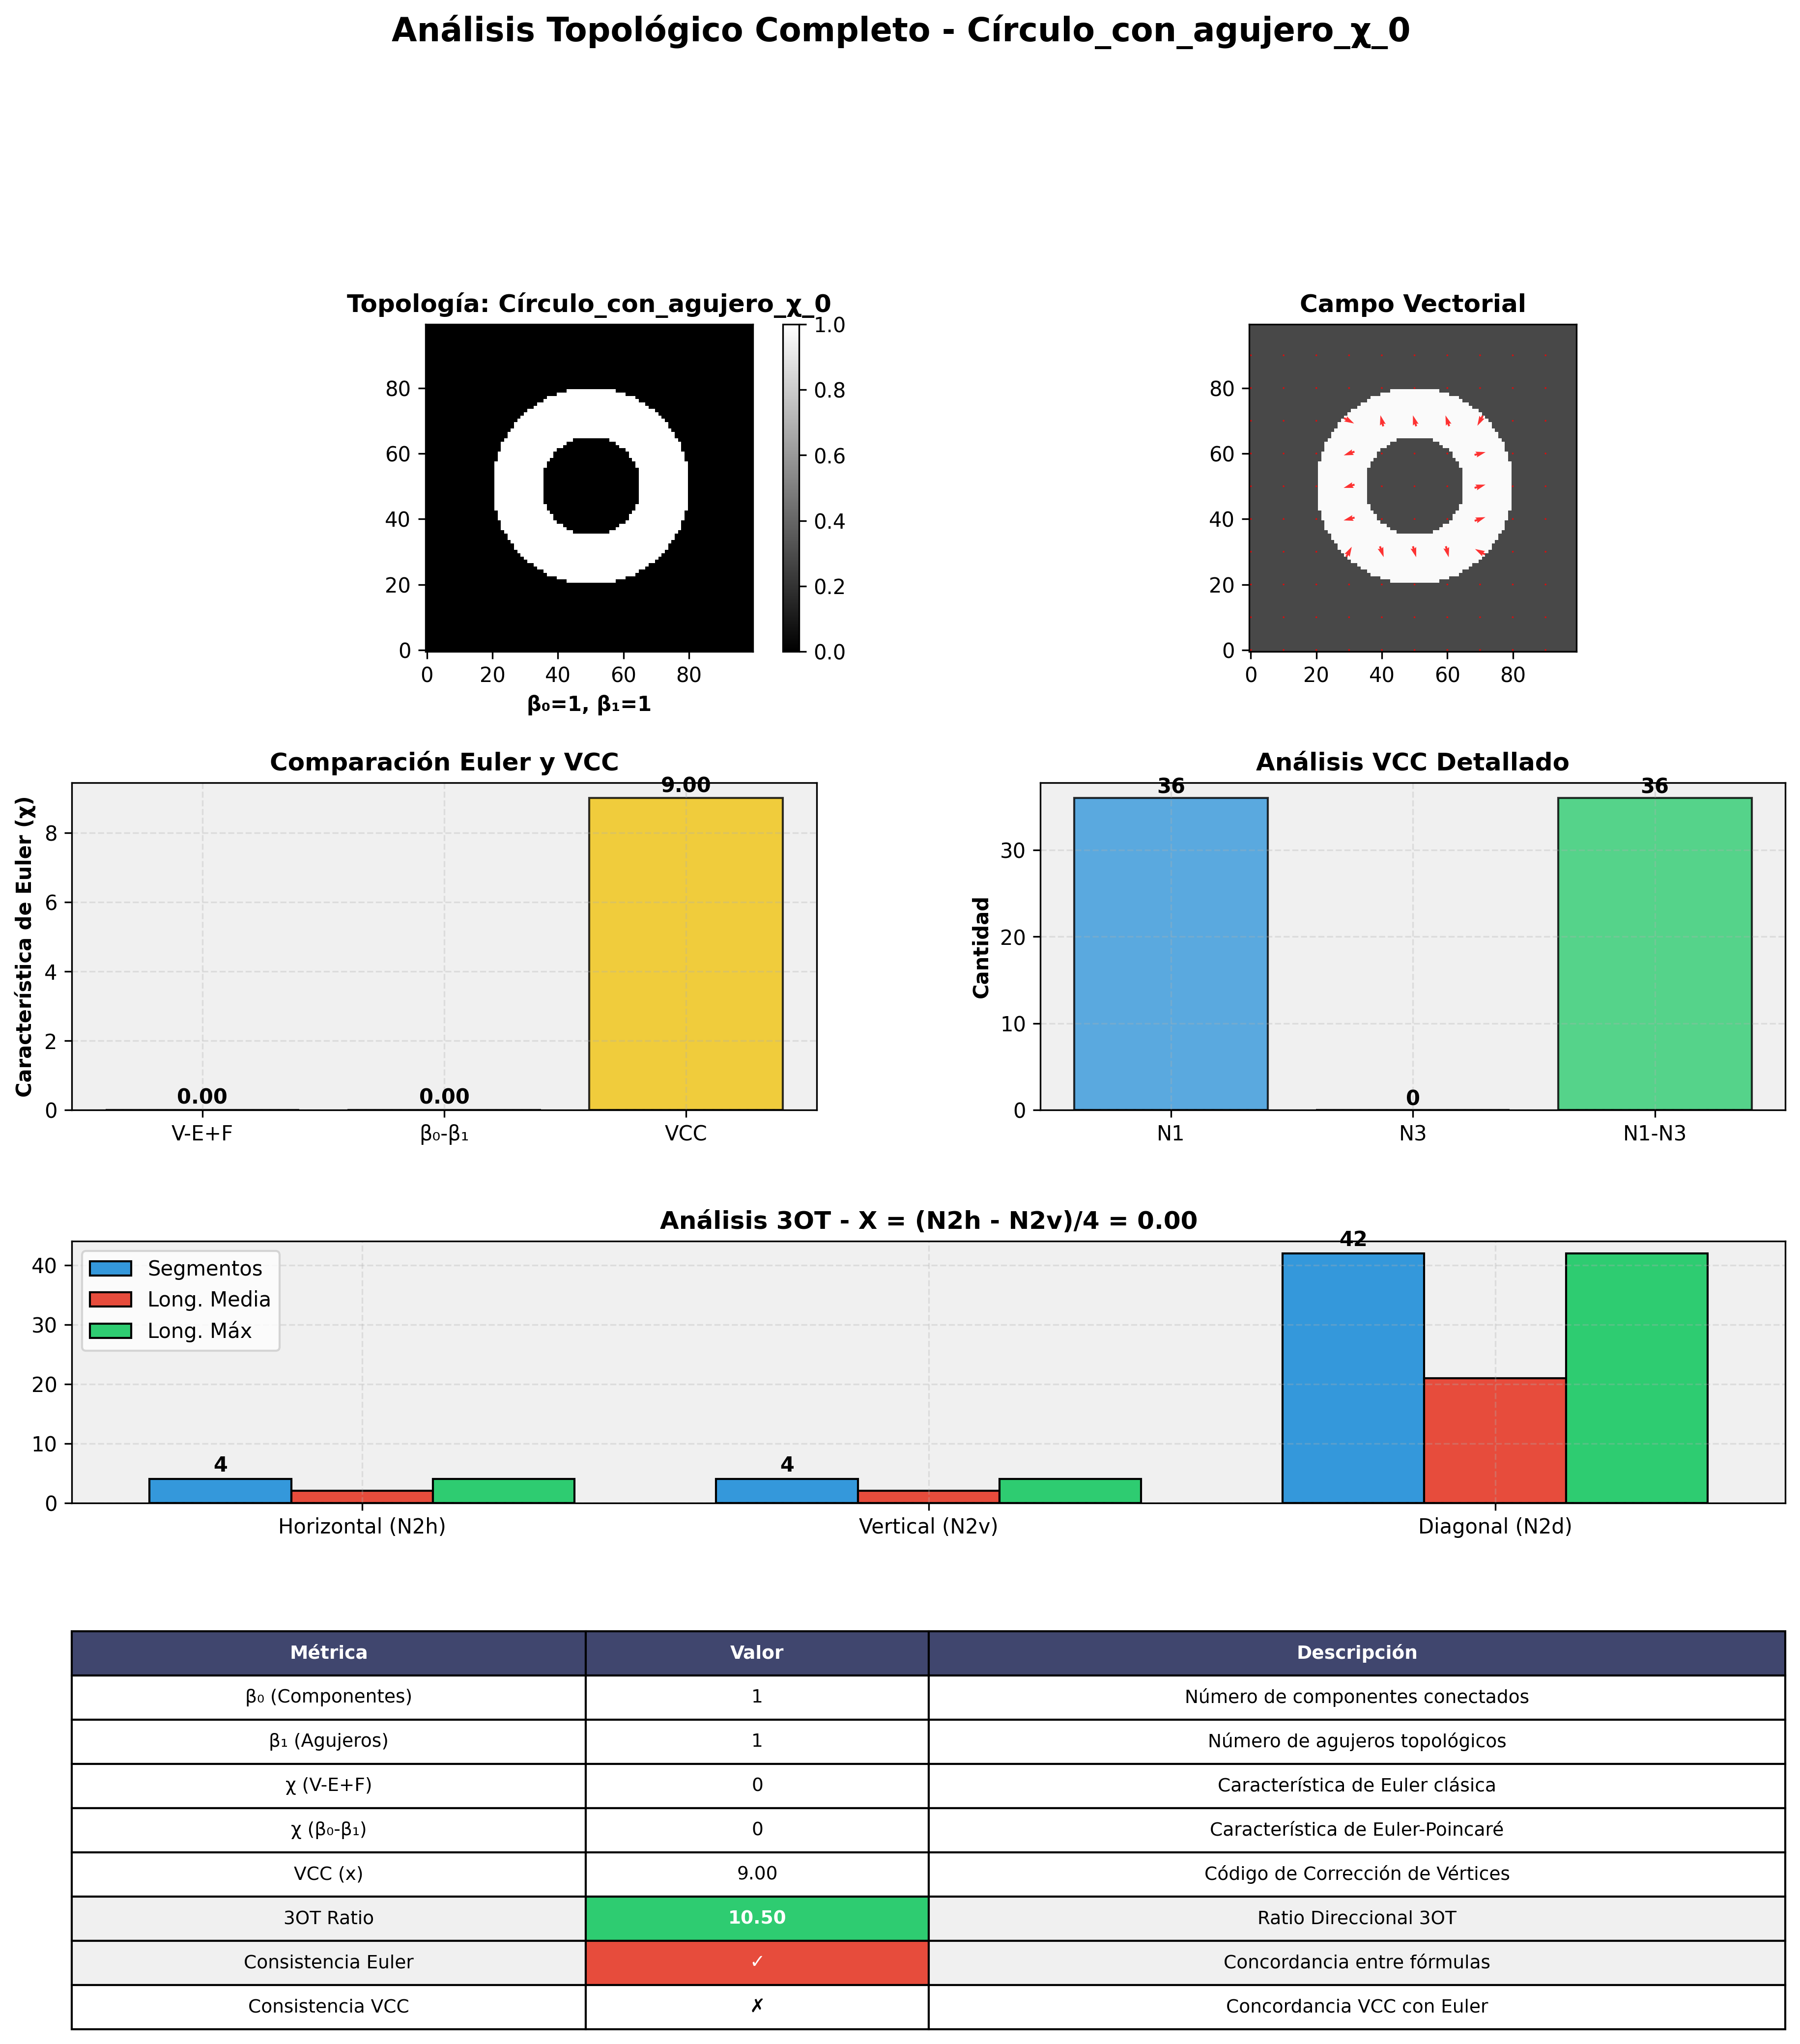 Análisis Topológico Completo - Círculo_con_agujero_χ_0
Topología: Círculo_con_agujero_χ_0
80
60
40
20
0
0 20 40 60 80
β₀=1, β₁=1
1.0
0.8
0.6
0.4
0.2
0.0
Campo Vectorial
80
60
40
20
0
0 20 40 60 80
Comparación Euler y VCC
Característica de Euler (χ)
8
6
4
2
0
0.00 0.00 9.00
V-E+F β₀-β₁ VCC
Análisis VCC Detallado
Cantidad
30
20
10
0
36 0 36
N1 N3 N1-N3
Análisis 3OT - X = (N2h - N2v)/4 = 0.00
40
30
20
10
0
Segmentos
Long. Media
Long. Máx
4 4 42
Horizontal (N2h) Vertical (N2v) Diagonal (N2d)
Métrica Valor Descripción
β₀ (Componentes) 1 Número de componentes conectados
β₁ (Agujeros) 1 Número de agujeros topológicos
χ (V-E+F) 0 Característica de Euler clásica
χ (β₀-β₁) 0 Característica de Euler-Poincaré
VCC (x) 9.00 Código de Corrección de Vértices
3OT Ratio 10.50 Ratio Direccional 3OT
Consistencia Euler ✓ Concordancia entre fórmulas
Consistencia VCC ✗ Concordancia VCC con Euler